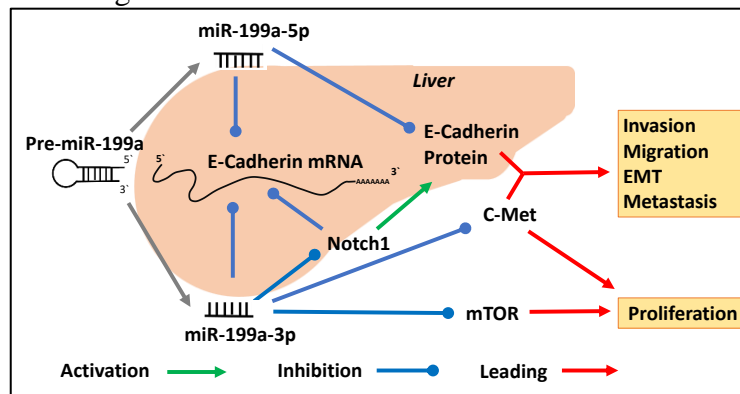 miR-199a-5p
Liver
Pre-miR-199a
5`
3`
5`
E-Cadherin mRNA
3`
AAAAAAA
E-Cadherin
Protein
Notch1
C-Met
miR-199a-3p
mTOR
Invasion
Migration
EMT
Metastasis
Proliferation
Activation
Inhibition
Leading